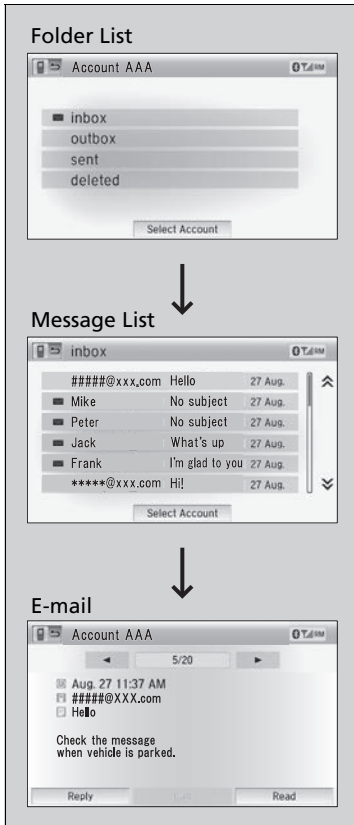 Folder List
Account AAA
inbox
outbox
sent
deleted
Select Account
Message List
inbox
#####@xxx.com Hello 27 Aug.
Mike No subject 27 Aug.
Peter No subject 27 Aug.
Jack What's up 27 Aug.
Frank I'm glad to you 27 Aug.
*****@xxx.com Hi! 27 Aug.
Select Account
E-mail
Account AAA
5/20
Aug. 27 11:37 AM
#####@XXX.com
Hello
Check the message
when vehicle is parked.
Reply Read